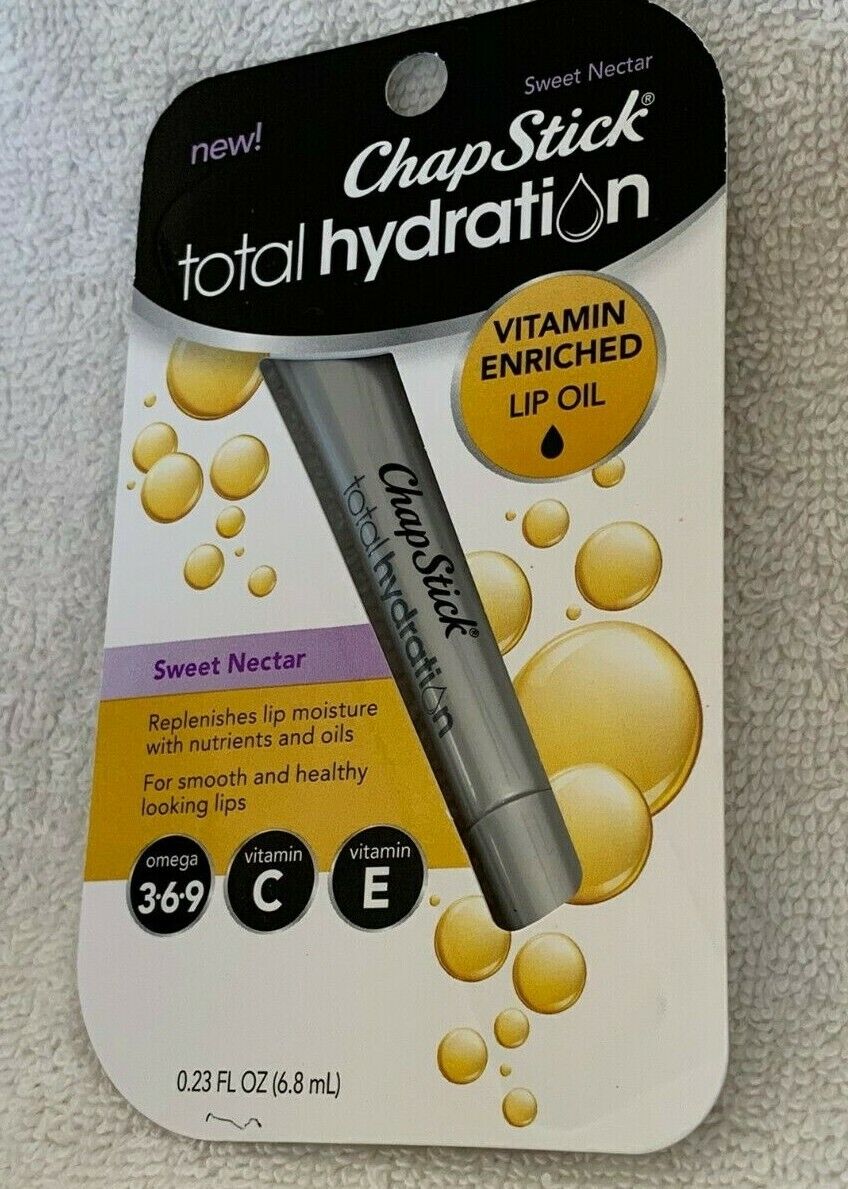 Sweet Nectar
new!
ChapStick®
total hydration
VITAMIN
ENRICHED
LIP OIL
ChapStick®
total hydration
Sweet Nectar
Replenishes lip moisture
with nutrients and oils
For smooth and healthy
looking lips
omega
3•6•9
vitamin
C
vitamin
E
0.23 FL OZ (6.8 mL)